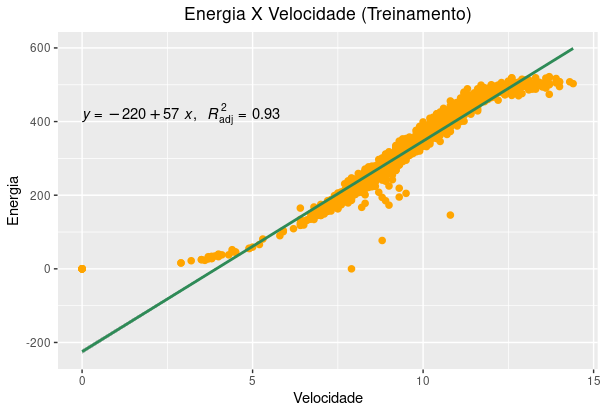 Energia X Velocidade (Treinamento)
600
y = −220 + 57 x, R²adj = 0.93
400
Energia
200
0
-200
0 5 10 15
Velocidade